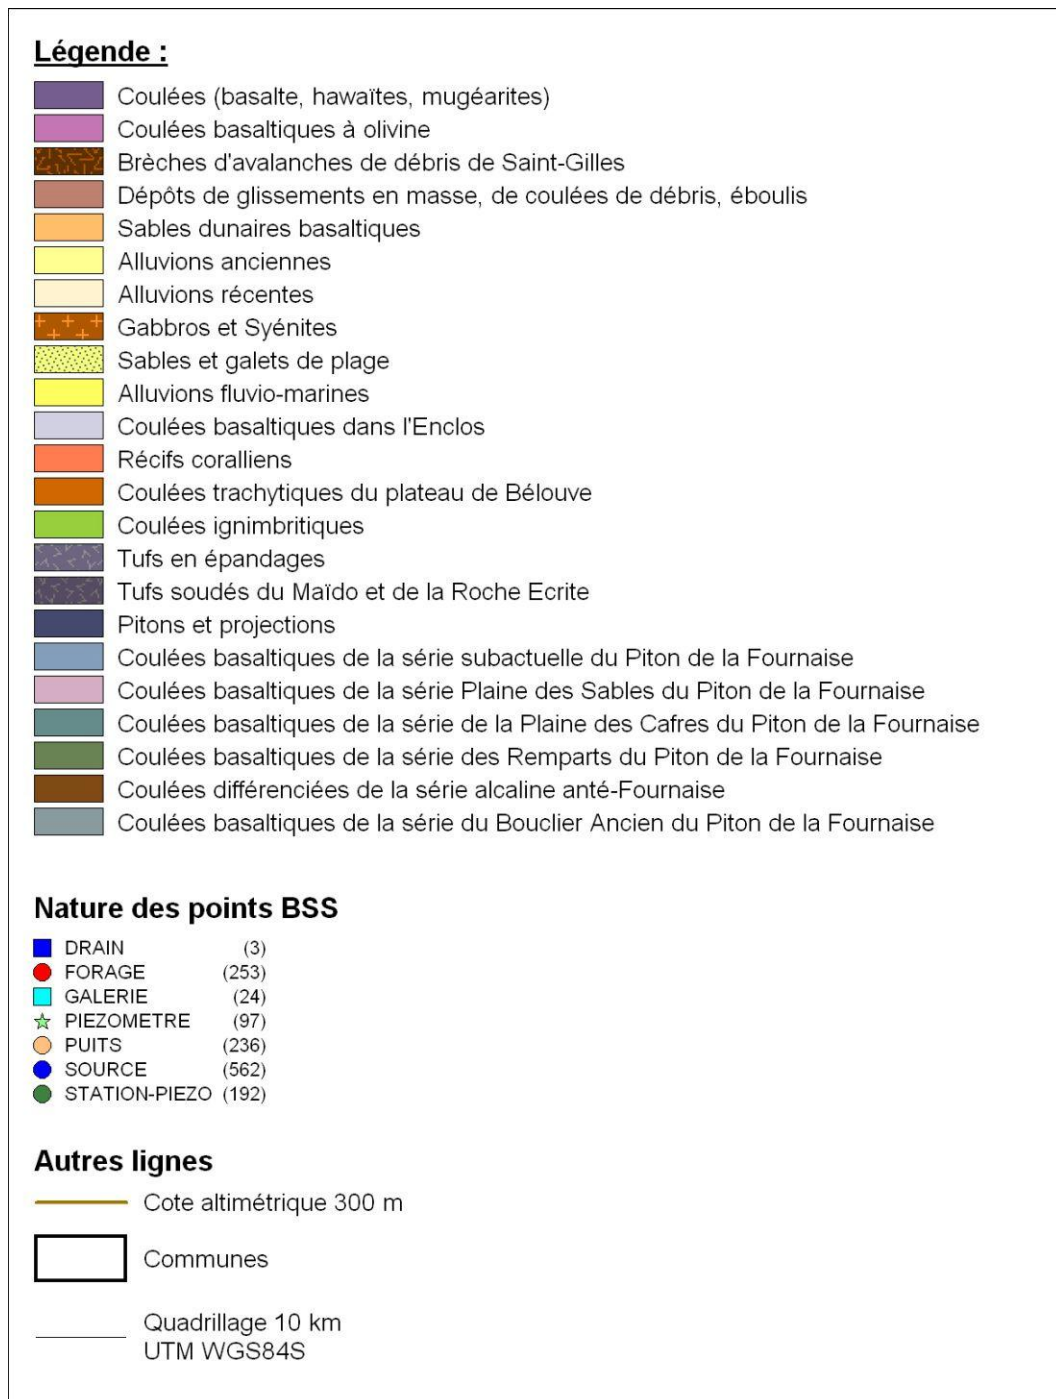 Légende :
Coulées (basalte, hawaïtes, mugéarites)
Coulées basaltiques à olivine
Brèches d'avalanches de débris de Saint-Gilles
Dépôts de glissements en masse, de coulées de débris, éboulis
Sables dunaires basaltiques
Alluvions anciennes
Alluvions récentes
Gabbros et Syénites
Sables et galets de plage
Alluvions fluvio-marines
Coulées basaltiques dans l'Enclos
Récifs coralliens
Coulées trachytiques du plateau de Bélouve
Coulées ignimbritiques
Tufs en épandages
Tufs soudés du Maïdo et de la Roche Ecrite
Pitons et projections
Coulées basaltiques de la série subactuelle du Piton de la Fournaise
Coulées basaltiques de la série Plaine des Sables du Piton de la Fournaise
Coulées basaltiques de la série de la Plaine des Cafres du Piton de la Fournaise
Coulées basaltiques de la série des Remparts du Piton de la Fournaise
Coulées différenciées de la série alcaline anté-Fournaise
Coulées basaltiques de la série du Bouclier Ancien du Piton de la Fournaise
Nature des points BSS
DRAIN (3)
FORAGE (253)
GALERIE (24)
PIEZOMETRE (97)
PUITS (236)
SOURCE (562)
STATION-PIEZO (192)
Autres lignes
Cote altimétrique 300 m
Communes
Quadrillage 10 km
UTM WGS84S